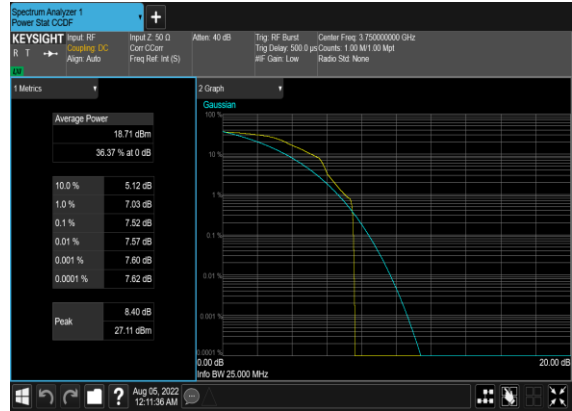 Spectrum Analyzer 1
Power Stat CCDF
+
KEYSIGHT
R T
Input: RF
Coupling: DC
Align: Auto
Input Z: 50 Ω
Corr CCorr
Freq Ref: Int (S)
Atten: 40 dB
Trig: RF Burst
Trig Delay: 500.0 µs
#IF Gain: Low
Center Freq: 3.750000000 GHz
Counts: 1.00 M/1.00 Mpt
Radio Std: None
1 Metrics
Average Power
18.71 dBm
36.37 % at 0 dB
10.0 % 5.12 dB
1.0 % 7.03 dB
0.1 % 7.52 dB
0.01 % 7.57 dB
0.001 % 7.60 dB
0.0001 % 7.62 dB
Peak
8.40 dB
27.11 dBm
2 Graph
Gaussian
100 %
10 %
1 %
0.1 %
0.01 %
0.001 %
0.0001 %
0.00 dB 20.00 dB
Info BW 25.000 MHz
?
Aug 05, 2022
12:11:36 AM